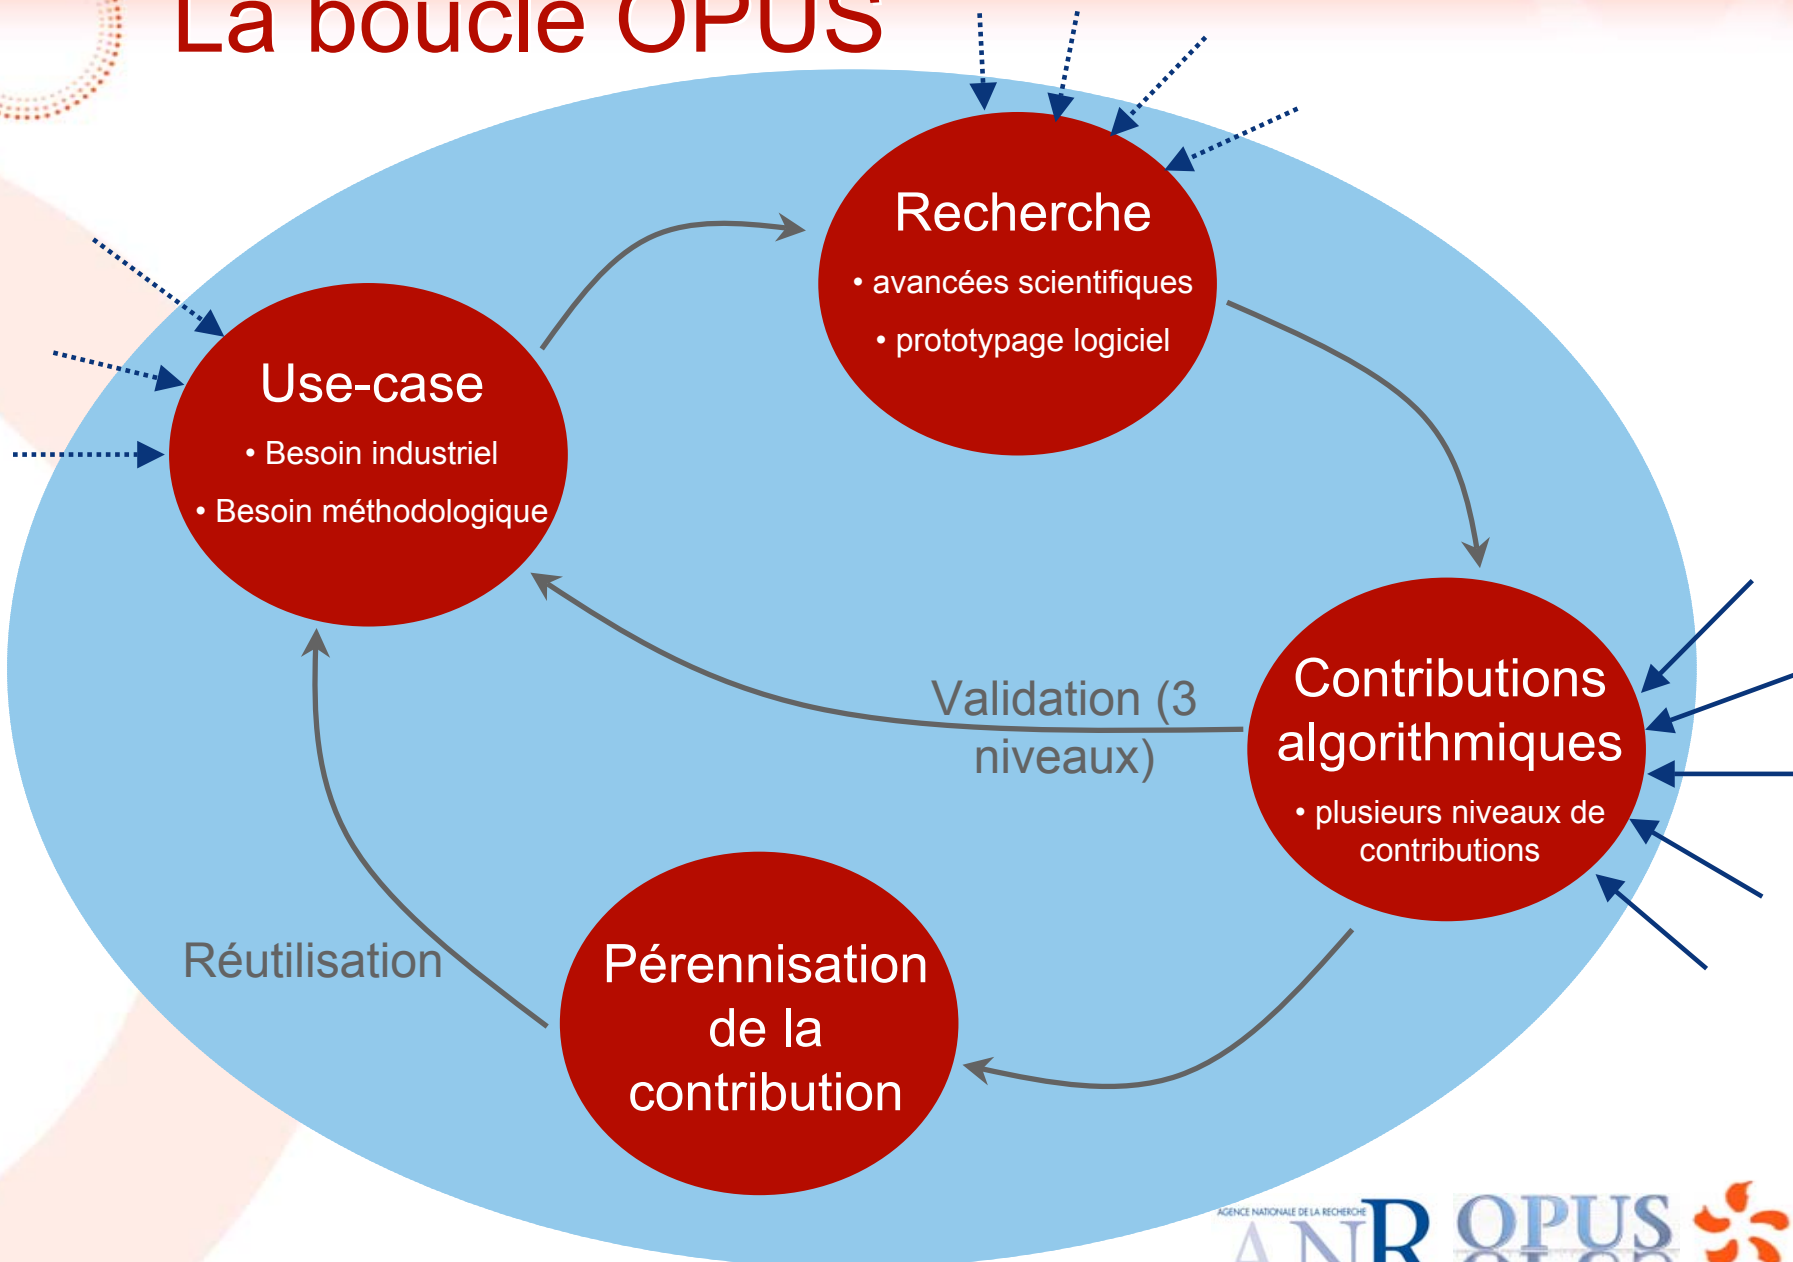 La boucle OPUS
Recherche
• avancées scientifiques
• prototypage logiciel
Use-case
• Besoin industriel
• Besoin méthodologique
Validation (3
niveaux)
Contributions
algorithmiques
• plusieurs niveaux de
contributions
Réutilisation
Pérennisation
de la
contribution
AGENCE NATIONALE DE LA RECHERCHE
ANR
OPUS